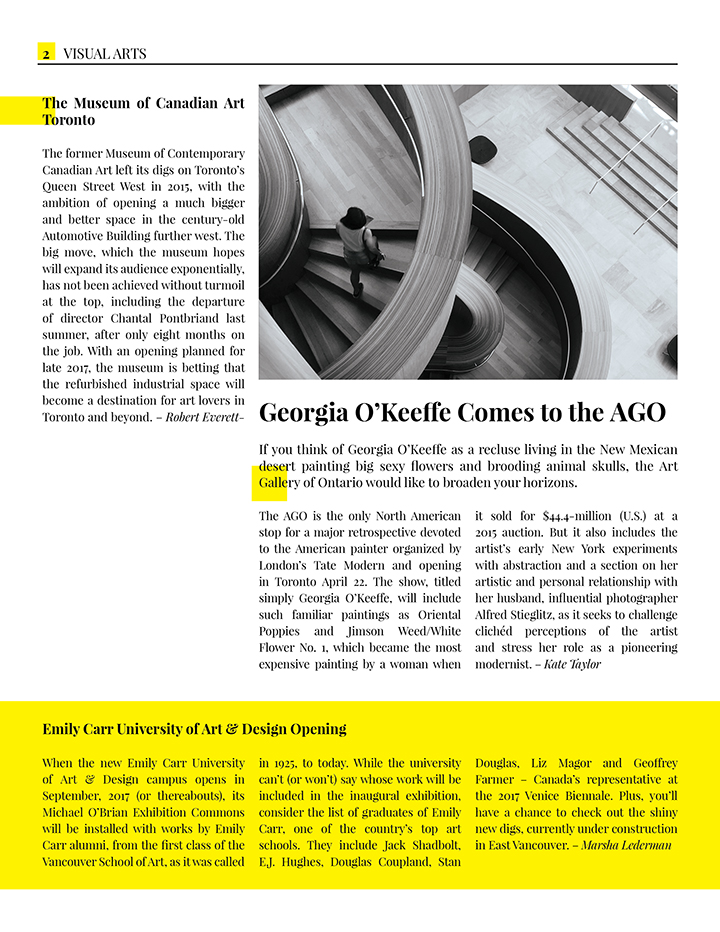 2 VISUAL ARTS
The Museum of Canadian Art
Toronto
The former Museum of Contemporary
Canadian Art left its digs on Toronto’s
Queen Street West in 2015, with the
ambition of opening a much bigger
and better space in the century-old
Automotive Building further west. The
big move, which the museum hopes
will expand its audience exponentially,
has not been achieved without turmoil
at the top, including the departure
of director Chantal Pontbriand last
summer, after only eight months on
the job. With an opening planned for
late 2017, the museum is betting that
the refurbished industrial space will
become a destination for art lovers in
Toronto and beyond. – Robert Everett-
Georgia O’Keeffe Comes to the AGO
If you think of Georgia O’Keeffe as a recluse living in the New Mexican
desert painting big sexy flowers and brooding animal skulls, the Art
Gallery of Ontario would like to broaden your horizons.
The AGO is the only North American
stop for a major retrospective devoted
to the American painter organized by
London’s Tate Modern and opening
in Toronto April 22. The show, titled
simply Georgia O’Keeffe, will include
such familiar paintings as Oriental
Poppies and Jimson Weed/White
Flower No. 1, which became the most
expensive painting by a woman when
it sold for $44.4-million (U.S.) at a
2015 auction. But it also includes the
artist’s early New York experiments
with abstraction and a section on her
artistic and personal relationship with
her husband, influential photographer
Alfred Stieglitz, as it seeks to challenge
clichéd perceptions of the artist
and stress her role as a pioneering
modernist. – Kate Taylor
Emily Carr University of Art & Design Opening
When the new Emily Carr University
of Art & Design campus opens in
September, 2017 (or thereabouts), its
Michael O’Brian Exhibition Commons
will be installed with works by Emily
Carr alumni, from the first class of the
Vancouver School of Art, as it was called
in 1925, to today. While the university
can’t (or won’t) say whose work will be
included in the inaugural exhibition,
consider the list of graduates of Emily
Carr, one of the country’s top art
schools. They include Jack Shadbolt,
E.J. Hughes, Douglas Coupland, Stan
Douglas, Liz Magor and Geoffrey
Farmer – Canada’s representative at
the 2017 Venice Biennale. Plus, you’ll
have a chance to check out the shiny
new digs, currently under construction
in East Vancouver. – Marsha Lederman